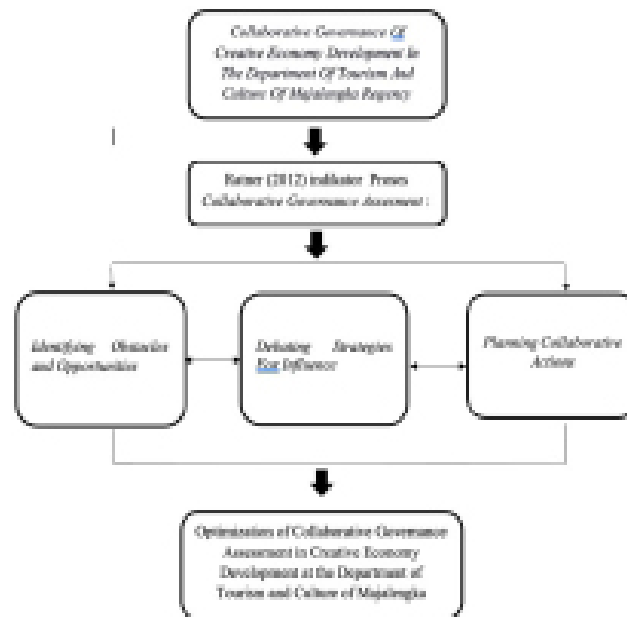 Collaborative Governance Of
Creative Economy Development In
The Department Of Tourism And
Culture Of Majalengka Regency
Ratner (2012) indikator Proses
Collaborative Governance Assesment :
Identifying Obstacles
and Opportunities
Debating Strategies
For Influence
Planning Collaborative
Actions
Optimization of Collaborative Governance
Assessment in Creative Economy
Development at the Department of
Tourism and Culture of Majalengka